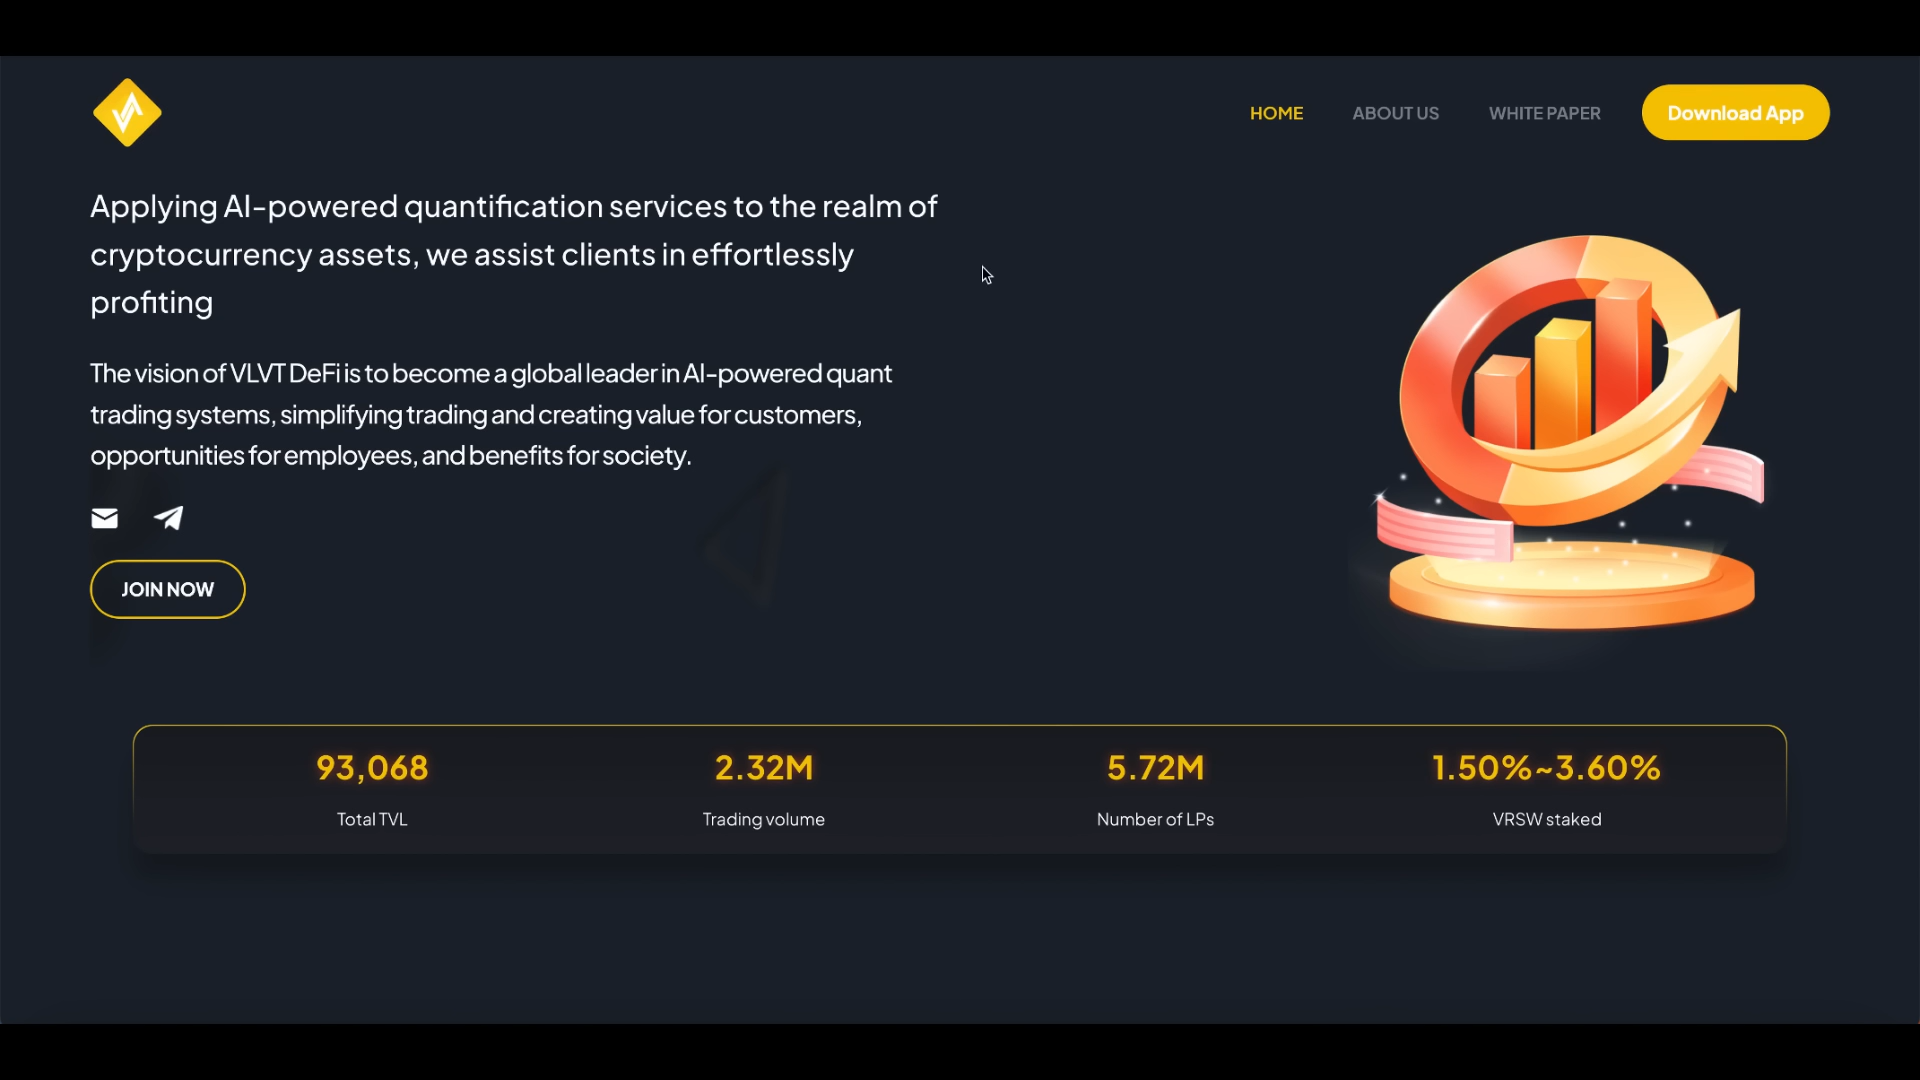 HOME ABOUT US WHITE PAPER Download App
Applying AI-powered quantification services to the realm of
cryptocurrency assets, we assist clients in effortlessly
profiting
The vision of VLVT DeFi is to become a global leader in AI-powered quant
trading systems, simplifying trading and creating value for customers,
opportunities for employees, and benefits for society.
JOIN NOW
93,068 2.32M 5.72M 1.50%~3.60%
Total TVL Trading volume Number of LPs VRSW staked